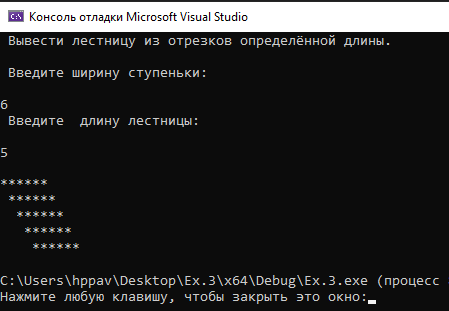 Консоль отладки Microsoft Visual Studio
Вывести лестницу из отрезков определённой длины.
Введите ширину ступеньки:
6
Введите  длину лестницы:
5
******
 ******
  ******
   ******
    ******
C:\Users\hppav\Desktop\Ex.3\x64\Debug\Ex.3.exe (процесс
Нажмите любую клавишу, чтобы закрыть это окно: